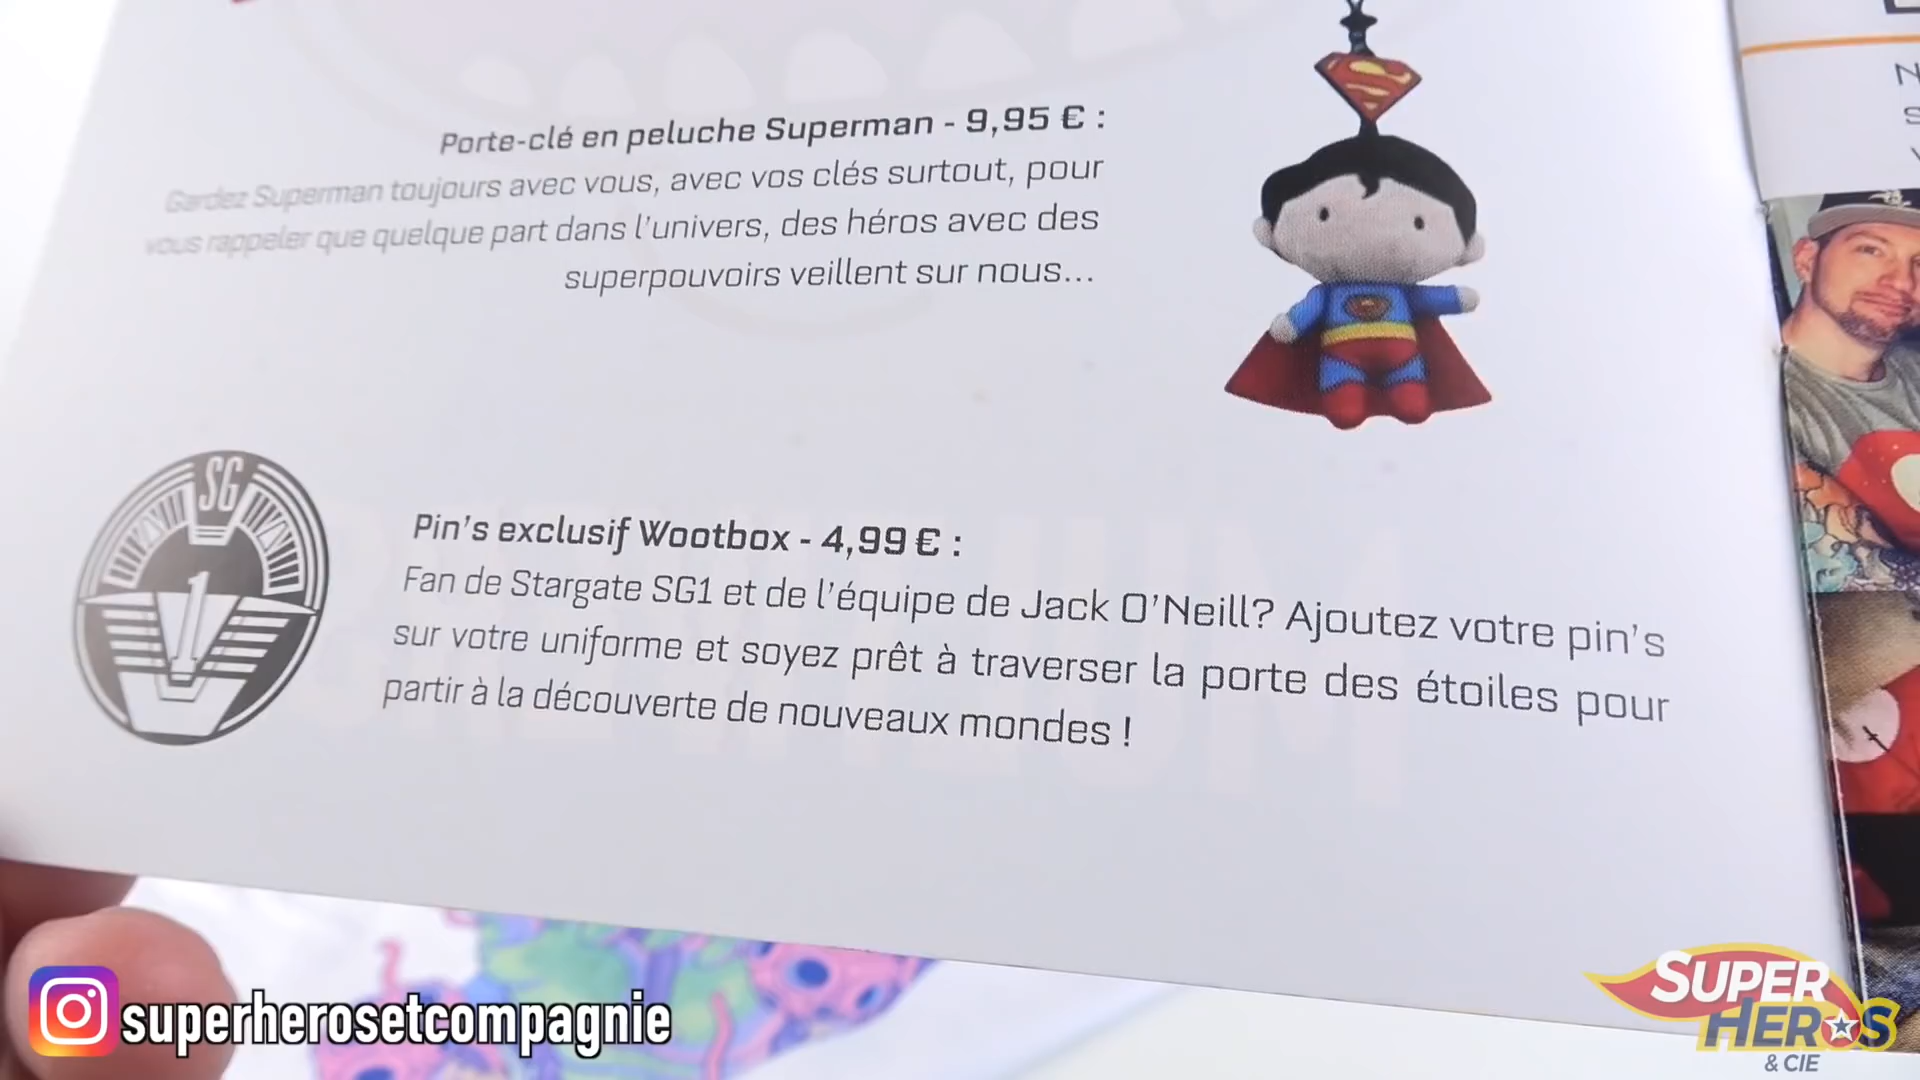 Porte-clé en peluche Superman - 9,95 € :
Gardez Superman toujours avec vous, avec vos clés surtout, pour
vous rappeler que quelque part dans l'univers, des héros avec des
superpouvoirs veillent sur nous...
SG
1
Pin's exclusif Wootbox - 4,99 € :
Fan de Stargate SG1 et de l'équipe de Jack O'Neill? Ajoutez votre pin's
sur votre uniforme et soyez prêt à traverser la porte des étoiles pour
partir à la découverte de nouveaux mondes !
superherosetcompagnie
SUPER
HEROS
& CIE